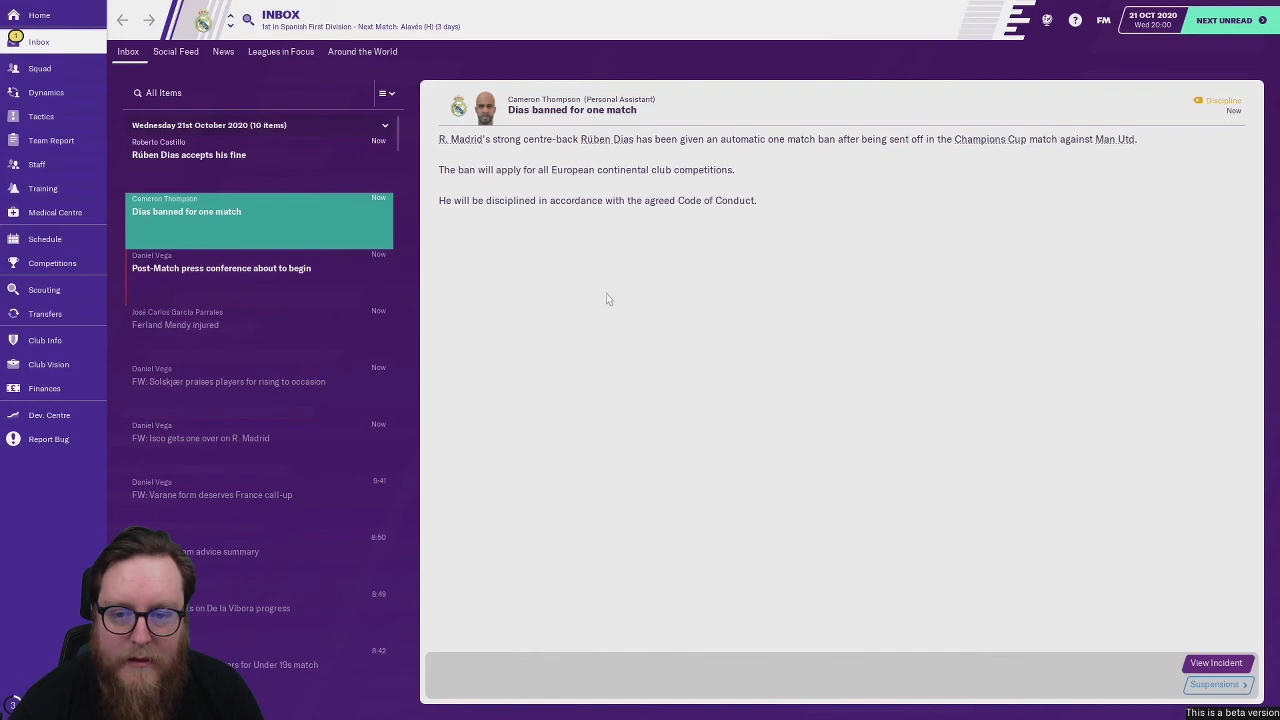 Home
INBOX
1st in Spanish First Division - Next Match: Alavés (H) (3 days)
FM
21 OCT 2020
Wed 20:00
NEXT UNREAD
1
Inbox
Squad
Dynamics
Tactics
Team Report
Staff
Training
Medical Centre
Schedule
Competitions
Scouting
Transfers
Club Info
Club Vision
Finances
Dev. Centre
Report Bug
3
Inbox
Social Feed
News
Leagues in Focus
Around the World
All Items
Wednesday 21st October 2020 (10 items)
Roberto Castillo
Now
Rúben Dias accepts his fine
Cameron Thompson
Now
Dias banned for one match
Daniel Vega
Now
Post-Match press conference about to begin
José Carlos García Parrales
Now
Ferland Mendy injured
Daniel Vega
Now
FW: Solskjær praises players for rising to occasion
Daniel Vega
Now
FW: Isco gets one over on R. Madrid
Daniel Vega
9:41
FW: Varane form deserves France call-up
8:50
advice summary
8:49
on De la Víbora progress
8:42
for Under 19s match
Cameron Thompson (Personal Assistant)
Dias banned for one match
Discipline
Now
R. Madrid's strong centre-back Rúben Dias has been given an automatic one match ban after being sent off in the Champions Cup match against Man Utd.
The ban will apply for all European continental club competitions.
He will be disciplined in accordance with the agreed Code of Conduct.
View Incident
Suspensions
This is a beta version